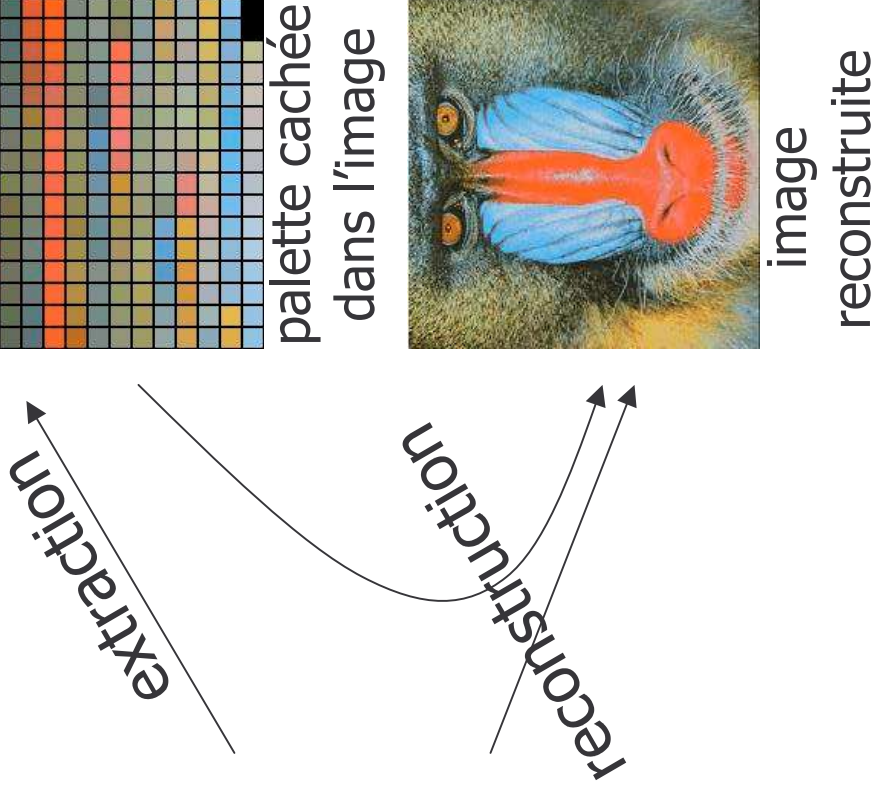 palette cachée
dans l'image
image
reconstruite
extraction
reconstruction